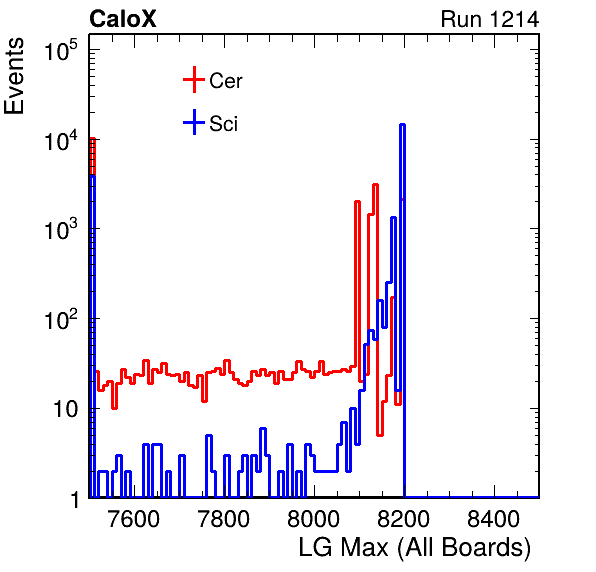 CaloX Run 1214
Events
Cer
Sci
10^5
10^4
10^3
10^2
10
1
7600 7800 8000 8200 8400
LG Max (All Boards)